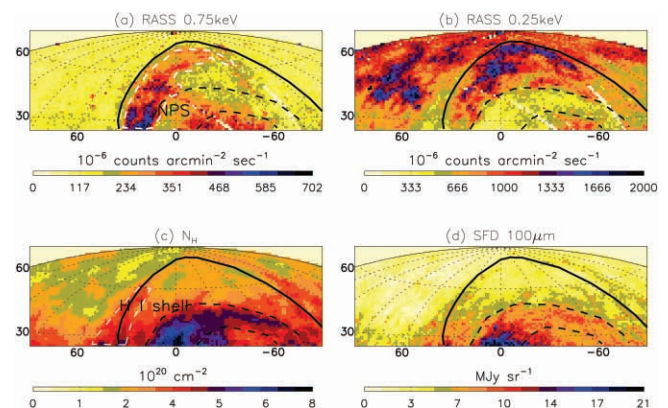 (a) RASS 0.75keV
60
30
NPS
60 0 −60
10⁻⁶ counts arcmin⁻² sec⁻¹
0 117 234 351 468 585 702
(b) RASS 0.25keV
60
30
60 0 −60
10⁻⁶ counts arcmin⁻² sec⁻¹
0 333 666 1000 1333 1666 2000
(c) N_H
60
30
H I shell
60 0 −60
10²⁰ cm⁻²
0 1 2 4 5 6 8
(d) SFD 100μm
60
30
60 0 −60
MJy sr⁻¹
0 3 7 10 14 17 21